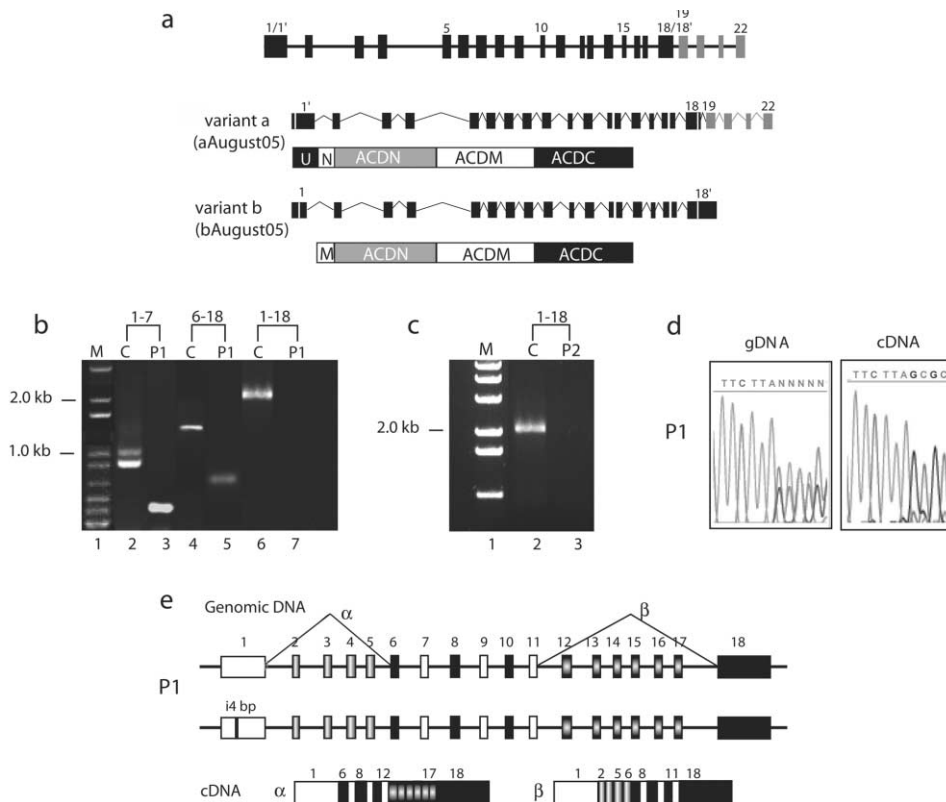 a
1/1' 5 10 15 18/18' 19 22
variant a
(aAugust05)
1' 18 19 22
U N ACDN ACDM ACDC
variant b
(bAugust05)
1 18'
M ACDN ACDM ACDC
b
1-7 6-18 1-18
M C P1 C P1 C P1
2.0 kb
1.0 kb
1 2 3 4 5 6 7
c
1-18
M C P2
2.0 kb
1 2 3
d
gDNA cDNA
TTC TTANNNNN
TTC TTAGCGC
P1
e
Genomic DNA
α β
1 2 3 4 5 6 7 8 9 10 11 12 13 14 15 16 17 18
P1
i4 bp
cDNA
α 1 6 8 12 17 18
β 1 2 5 6 8 11 18